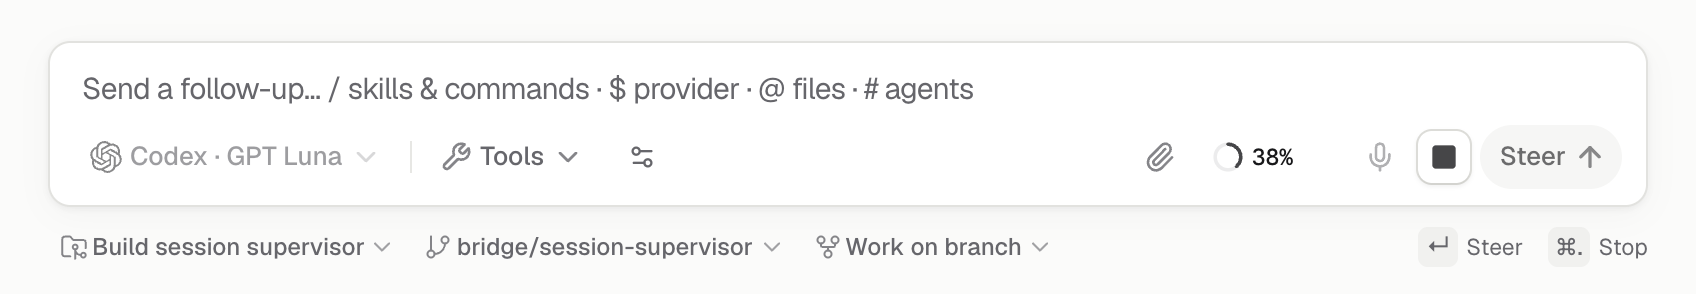 Send a follow-up... / skills & commands · $ provider · @ files · # agents
Codex · GPT Luna Tools 38% Steer
Build session supervisor bridge/session-supervisor Work on branch ↵ Steer ⌘. Stop